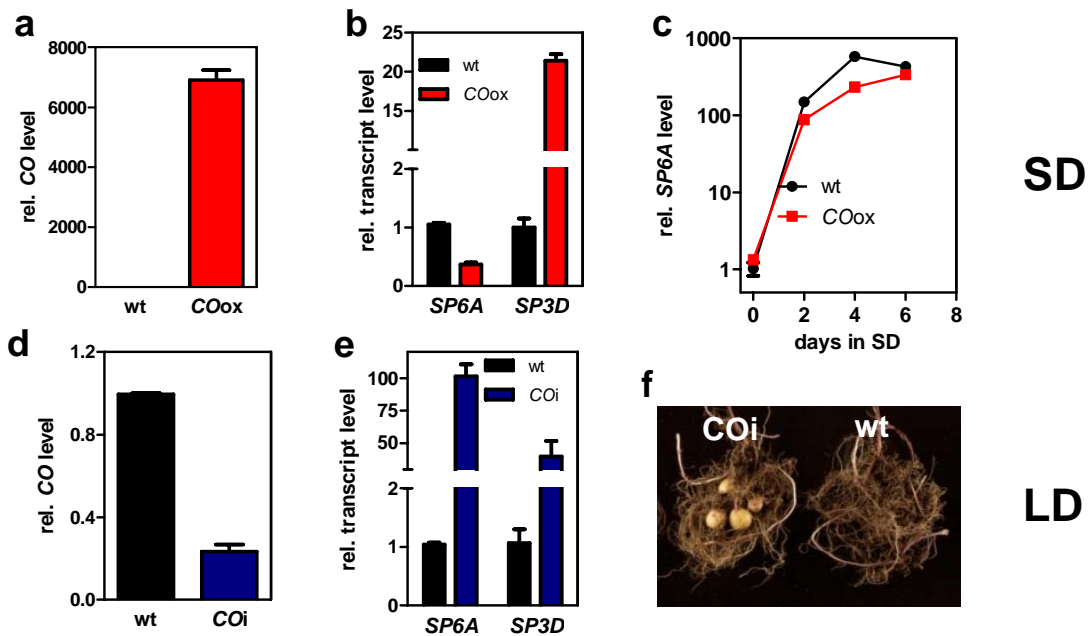 a
rel. CO level
8000
6000
4000
2000
0
wt
COox
b
rel. transcript level
25
20
15
2
1
0
wt
COox
SP6A
SP3D
c
rel. SP6A level
1000
100
10
1
wt
COox
0
2
4
6
8
days in SD
SD
d
rel. CO level
1.2
0.8
0.4
0.0
wt
COi
e
rel. transcript level
100
75
50
2
1
0
wt
COi
SP6A
SP3D
f
COi
wt
LD